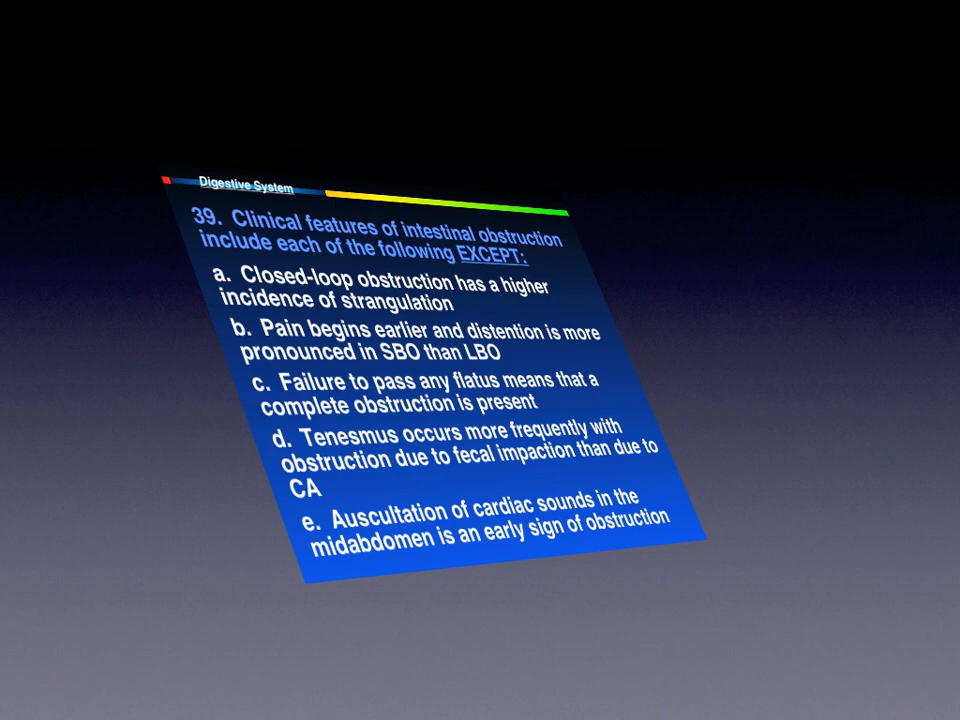 Digestive System
39. Clinical features of intestinal obstruction
include each of the following EXCEPT:
a. Closed-loop obstruction has a higher
incidence of strangulation
b. Pain begins earlier and distention is more
pronounced in SBO than LBO
c. Failure to pass any flatus means that a
complete obstruction is present
d. Tenesmus occurs more frequently with
obstruction due to fecal impaction than due to
CA
e. Auscultation of cardiac sounds in the
midabdomen is an early sign of obstruction